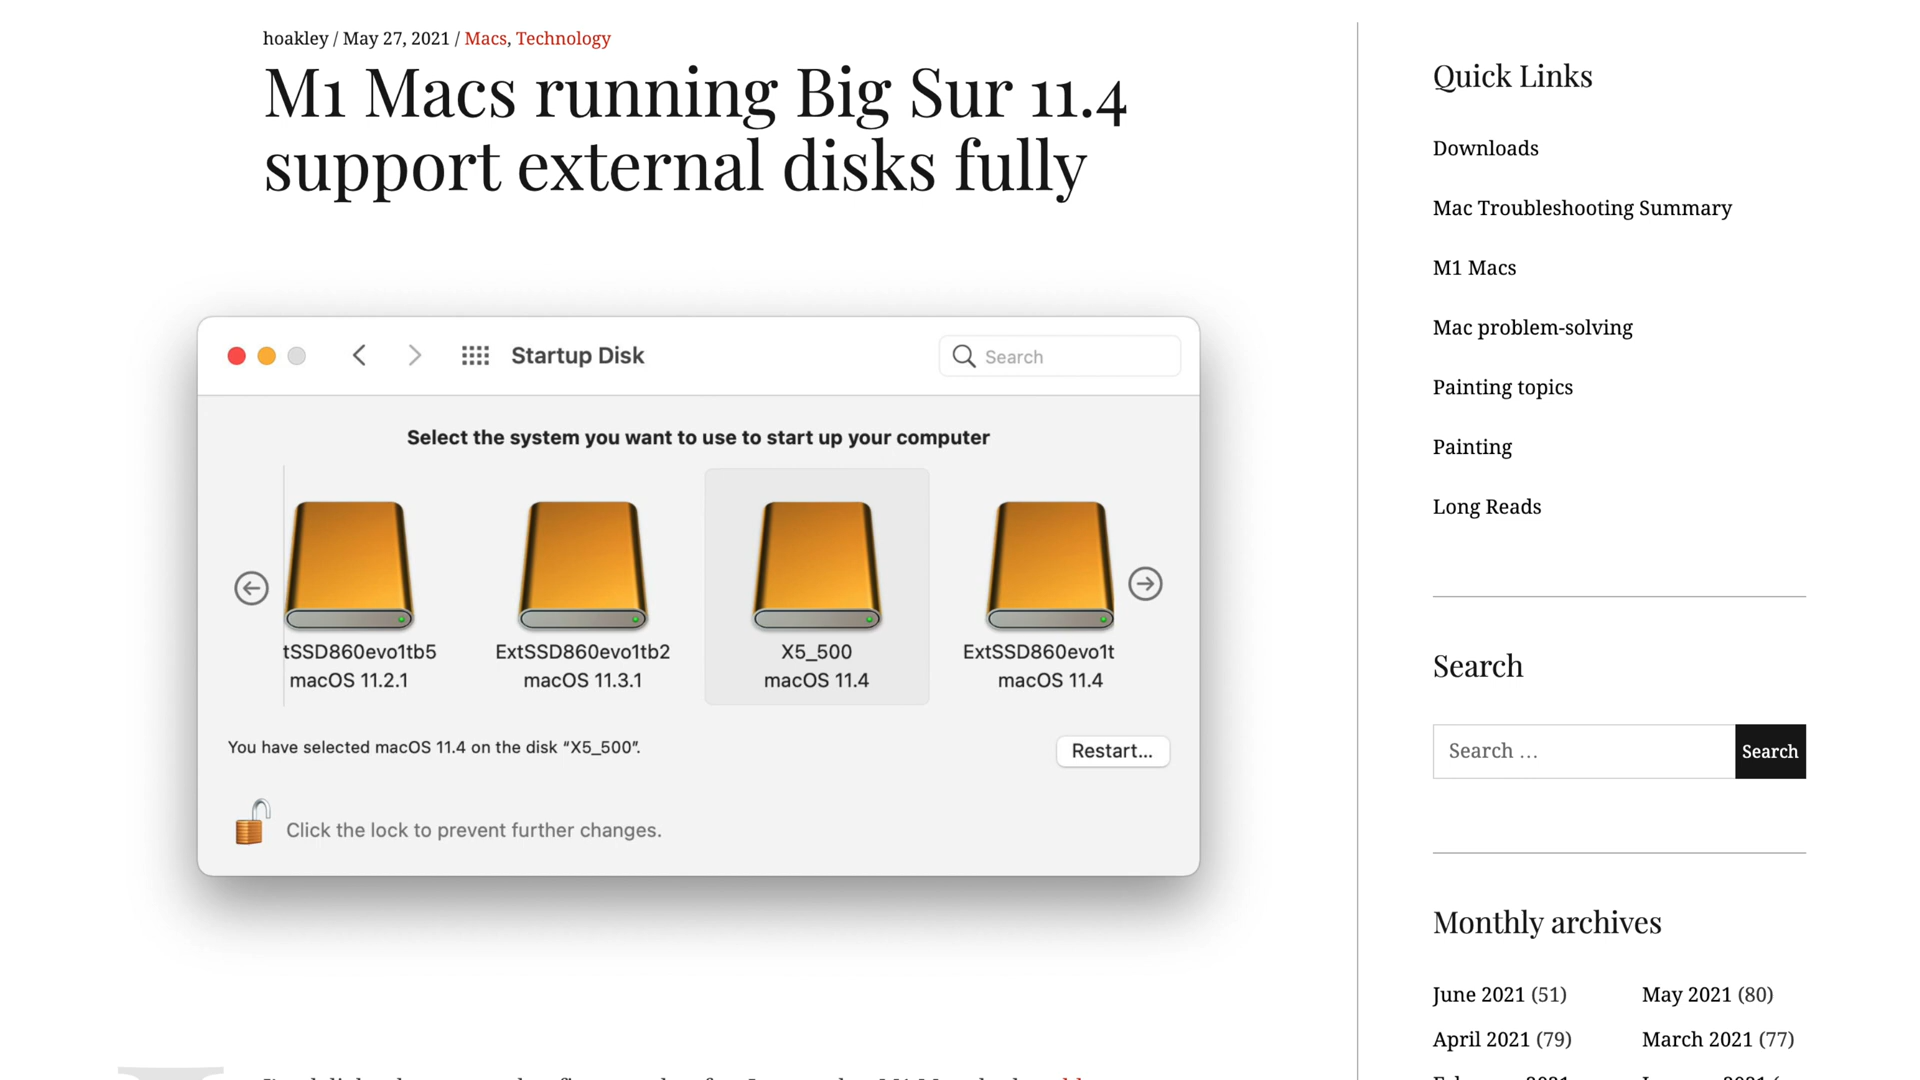 hoakley / May 27, 2021 / Macs, Technology
M1 Macs running Big Sur 11.4
support external disks fully
Startup Disk
Search
Select the system you want to use to start up your computer
tSSD860evo1tb5
macOS 11.2.1
ExtSSD860evo1tb2
macOS 11.3.1
X5_500
macOS 11.4
ExtSSD860evo1t
macOS 11.4
You have selected macOS 11.4 on the disk “X5_500”.
Restart...
Click the lock to prevent further changes.
Quick Links
Downloads
Mac Troubleshooting Summary
M1 Macs
Mac problem-solving
Painting topics
Painting
Long Reads
Search
Search …
Search
Monthly archives
June 2021 (51)
May 2021 (80)
April 2021 (79)
March 2021 (77)